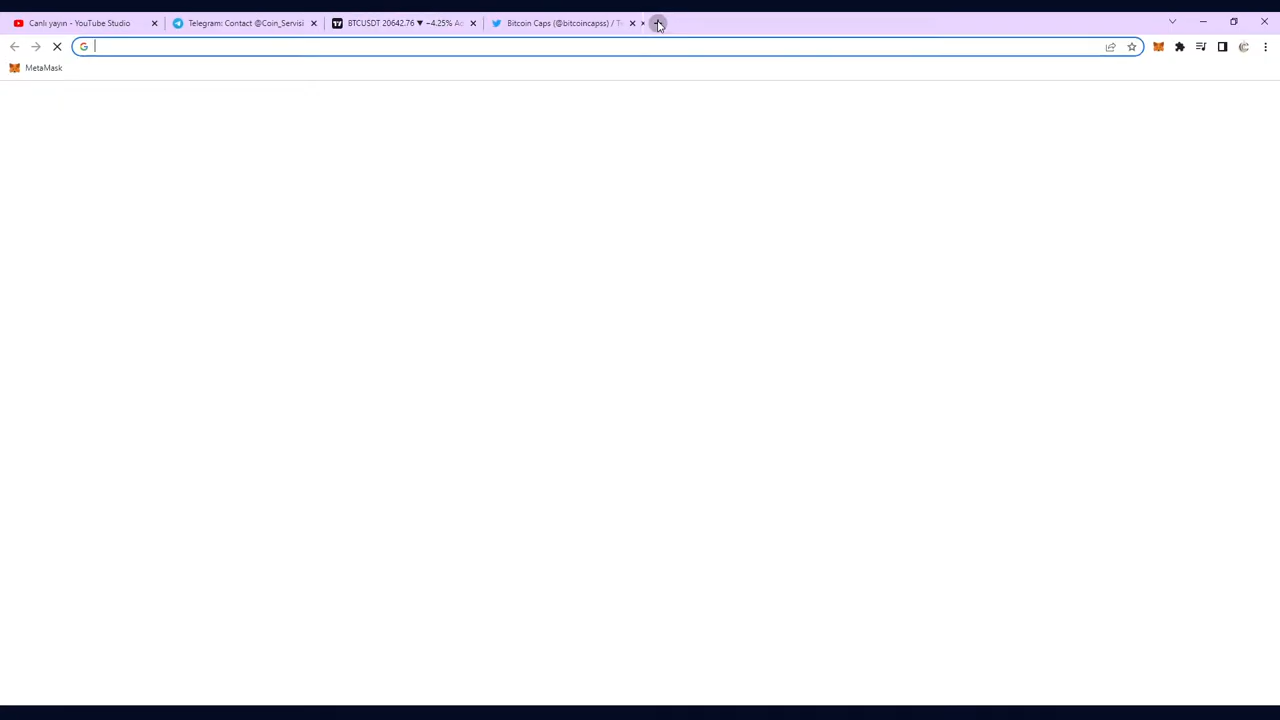 Canlı yayın - YouTube Studio
Telegram: Contact @Coin_Servisi
BTCUSDT 20642.76 ▼ −4.25%
Bitcoin Caps (@bitcoincapss) /
MetaMask